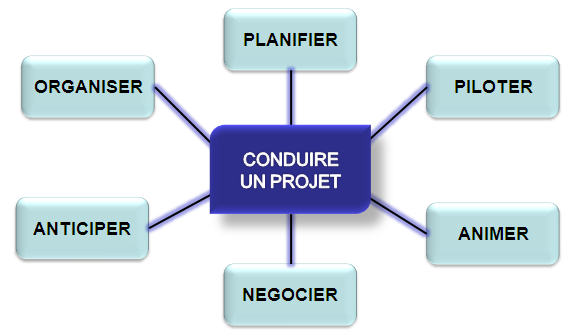 PLANIFIER
ORGANISER
PILOTER
CONDUIRE
UN PROJET
ANTICIPER
ANIMER
NEGOCIER